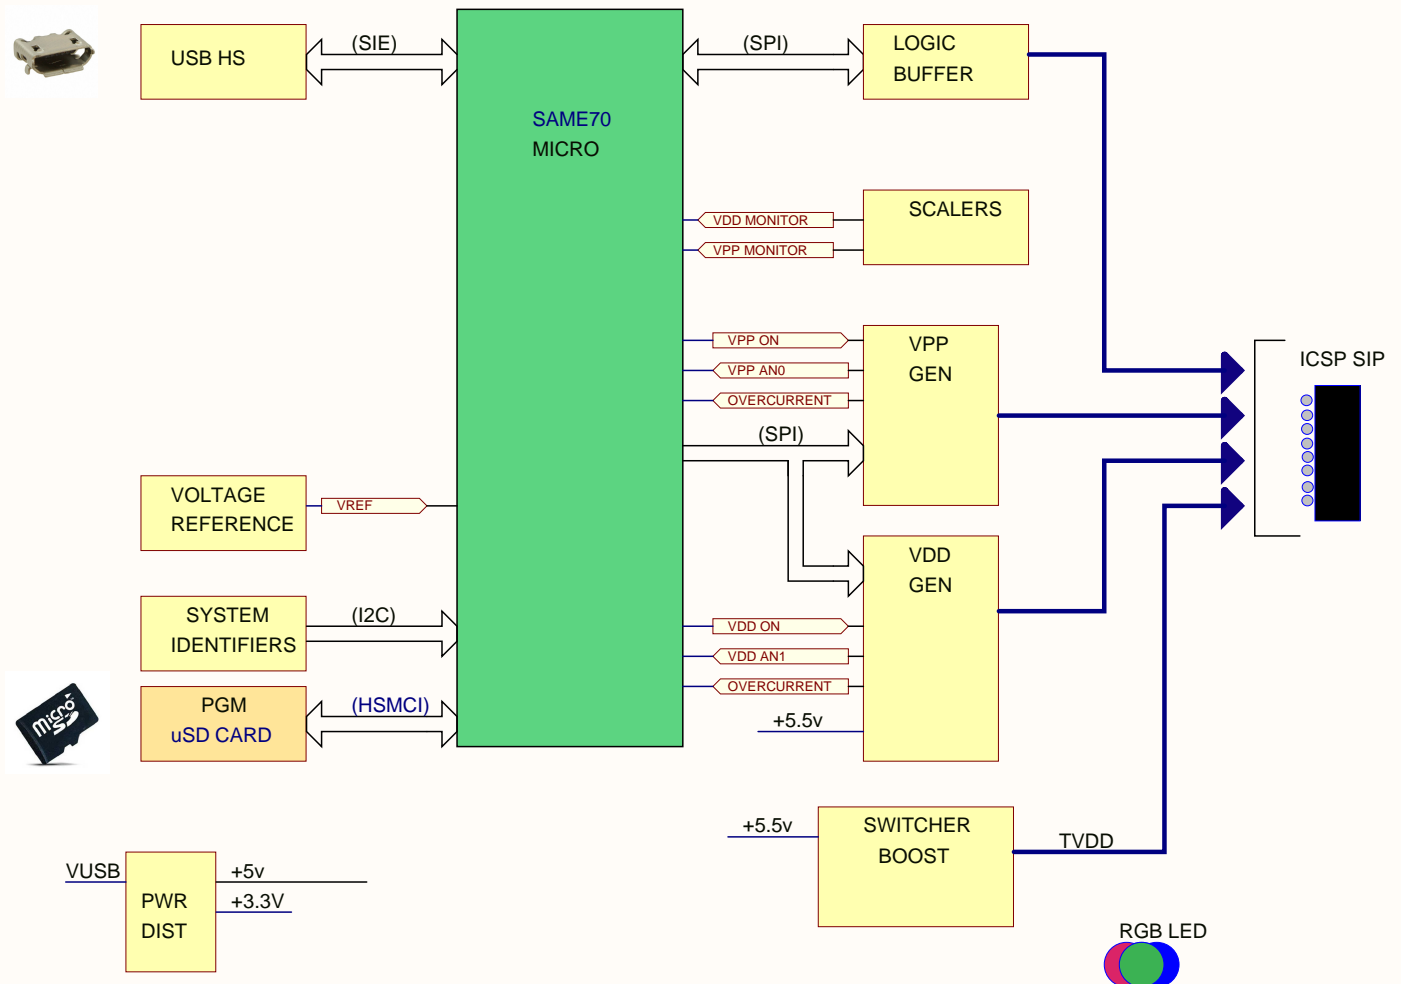 USB HS
(SIE)
(SPI)
LOGIC
BUFFER
SAME70
MICRO
SCALERS
VDD MONITOR
VPP MONITOR
VPP ON
VPP AN0
OVERCURRENT
VPP
GEN
ICSP SIP
(SPI)
VOLTAGE
REFERENCE
VREF
VDD
GEN
SYSTEM
IDENTIFIERS
(I2C)
VDD ON
VDD AN1
OVERCURRENT
+5.5v
PGM
uSD CARD
(HSMCI)
Micro
SD
+5.5v
SWITCHER
BOOST
TVDD
VUSB
PWR
DIST
+5v
+3.3V
RGB LED